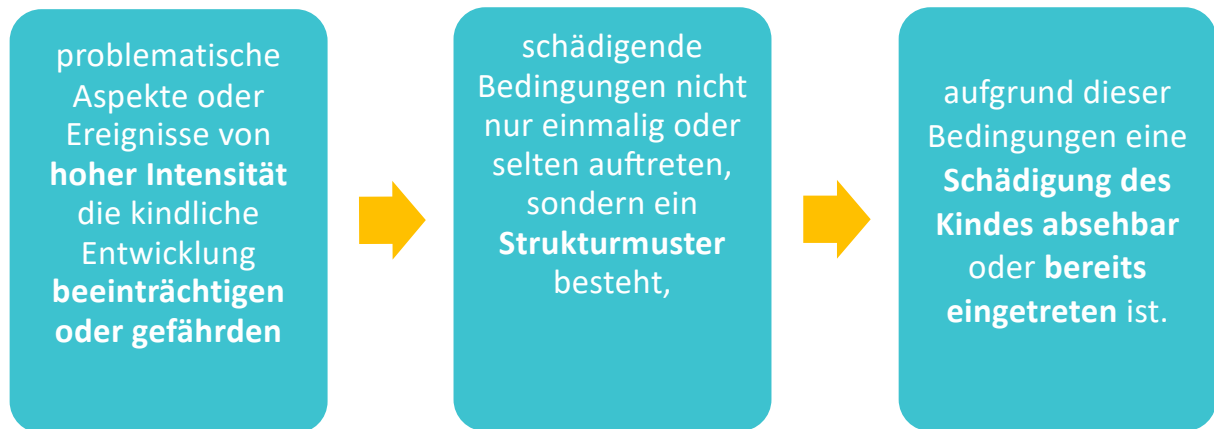 problematische
Aspekte oder
Ereignisse von
hoher Intensität
die kindliche
Entwicklung
beeinträchtigen
oder gefährden
schädigende
Bedingungen nicht
nur einmalig oder
selten auftreten,
sondern ein
Strukturmuster
besteht,
aufgrund dieser
Bedingungen eine
Schädigung des
Kindes absehbar
oder bereits
eingetreten ist.